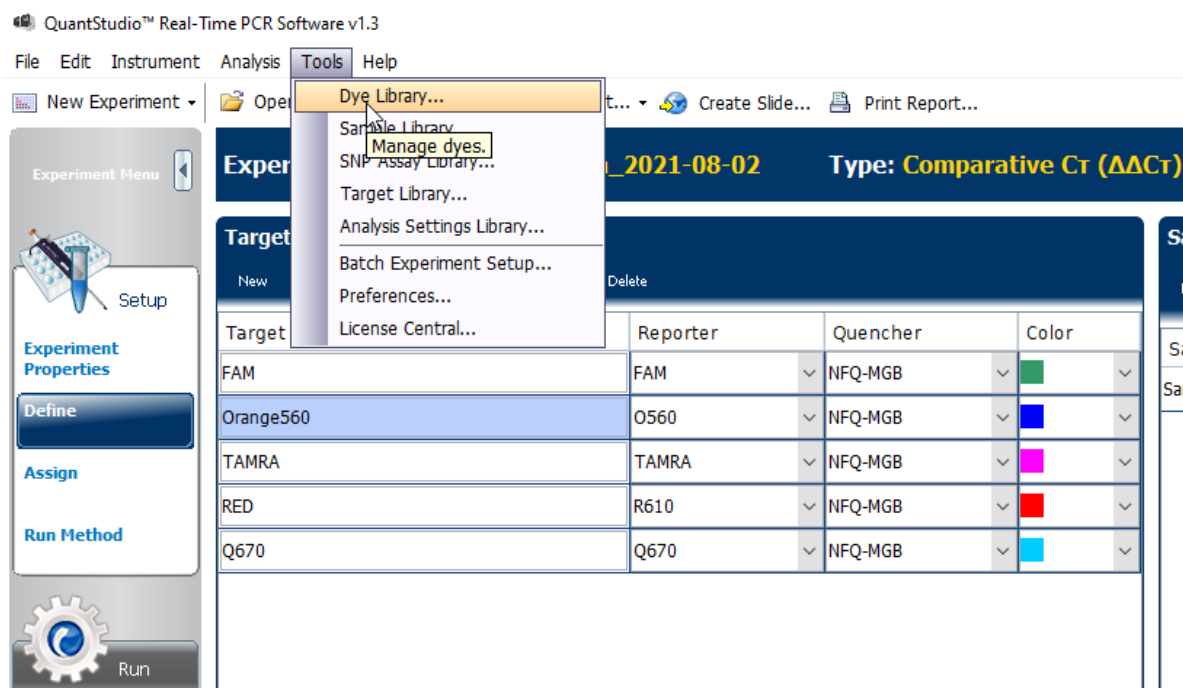 QuantStudio™ Real-Time PCR Software v1.3
File Edit Instrument Analysis Tools Help
New Experiment Create Slide... Print Report...
Dye Library...
Sample Library
Manage dyes.
SNP Assay Library...
Target Library...
Analysis Settings Library...
Batch Experiment Setup...
Preferences...
License Central...
Experiment Menu
_2021-08-02 Type: Comparative Cᴛ (ΔΔCᴛ)
Target
New Delete
Setup
Experiment
Properties
Define
Assign
Run Method
Run
Target Reporter Quencher Color
FAM FAM NFQ-MGB
Orange560 O560 NFQ-MGB
TAMRA TAMRA NFQ-MGB
RED R610 NFQ-MGB
Q670 Q670 NFQ-MGB